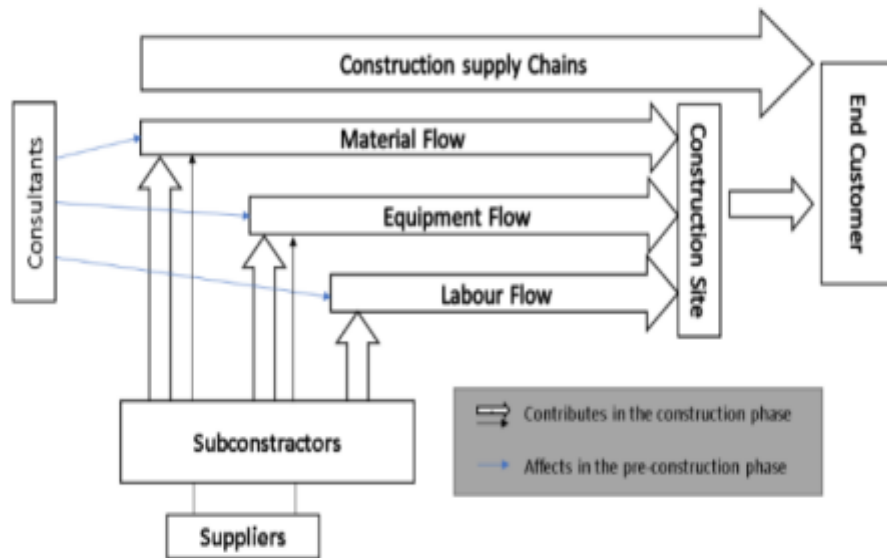 Construction supply Chains
Consultants
Material Flow
Equipment Flow
Labour Flow
Construction Site
End Customer
Subconstractors
Suppliers
Contributes in the construction phase
Affects in the pre-construction phase